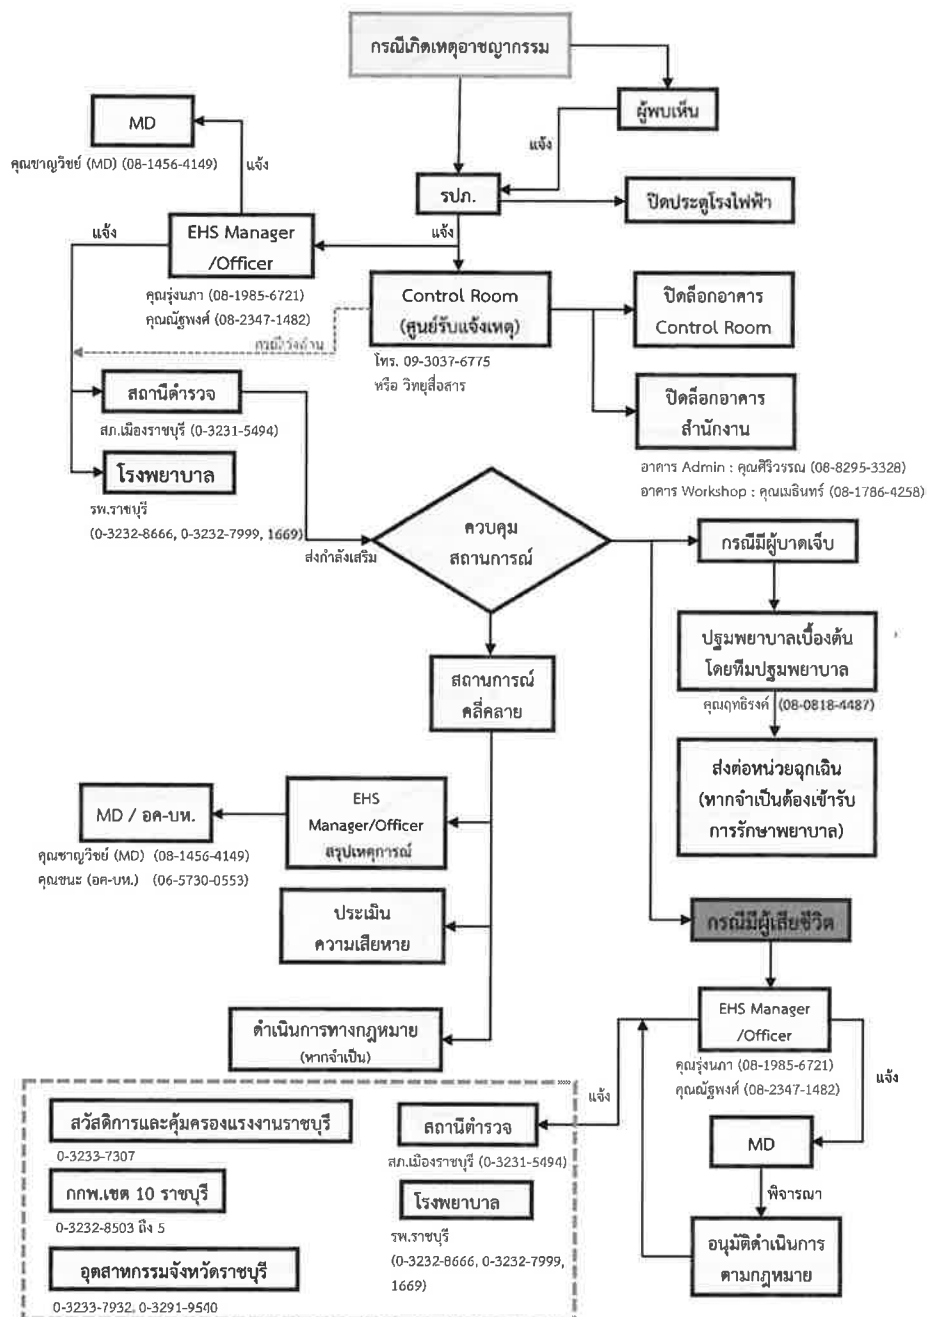 กรณีเกิดเหตุอาชญากรรม
ผู้พบเห็น
MD
คุณชาญวิชย์ (MD) (08-1456-4149)
แจ้ง
แจ้ง
รปภ.
ปิดประตูโรงไฟฟ้า
แจ้ง
EHS Manager
/Officer
แจ้ง
คุณรุ่งนภา (08-1985-6721)
คุณณัฐพงศ์ (08-2347-1482)
Control Room
(ศูนย์รับแจ้งเหตุ)
โทร. 09-3037-6775
หรือ วิทยุสื่อสาร
ปิดล็อกอาคาร
Control Room
กรณีเร่งด่วน
สถานีตำรวจ
สภ.เมืองราชบุรี (0-3231-5494)
ปิดล็อกอาคาร
สำนักงาน
อาคาร Admin : คุณศิริวรรณ (08-8295-3328)
อาคาร Workshop : คุณเมธินทร์ (08-1786-4258)
โรงพยาบาล
รพ.ราชบุรี
(0-3232-8666, 0-3232-7999, 1669)
ส่งกำลังเสริม
ควบคุม
สถานการณ์
กรณีมีผู้บาดเจ็บ
ปฐมพยาบาลเบื้องต้น
โดยทีมปฐมพยาบาล
คุณฤทธิรงค์ (08-0818-4487)
ส่งต่อหน่วยฉุกเฉิน
(หากจำเป็นต้องเข้ารับ
การรักษาพยาบาล)
สถานการณ์
คลี่คลาย
MD / อค-บห.
คุณชาญวิชย์ (MD) (08-1456-4149)
คุณชนะ (อค-บห.) (06-5730-0553)
EHS
Manager/Officer
สรุปเหตุการณ์
ประเมิน
ความเสียหาย
ดำเนินการทางกฎหมาย
(หากจำเป็น)
กรณีมีผู้เสียชีวิต
EHS Manager
/Officer
คุณรุ่งนภา (08-1985-6721)
คุณณัฐพงศ์ (08-2347-1482)
แจ้ง
แจ้ง
MD
พิจารณา
อนุมัติดำเนินการ
ตามกฎหมาย
สวัสดิการและคุ้มครองแรงงานราชบุรี
0-3233-7307
กกพ.เขต 10 ราชบุรี
0-3232-8503 ถึง 5
อุตสาหกรรมจังหวัดราชบุรี
0-3233-7932, 0-3291-9540
สถานีตำรวจ
สภ.เมืองราชบุรี (0-3231-5494)
โรงพยาบาล
รพ.ราชบุรี
(0-3232-8666, 0-3232-7999,
1669)